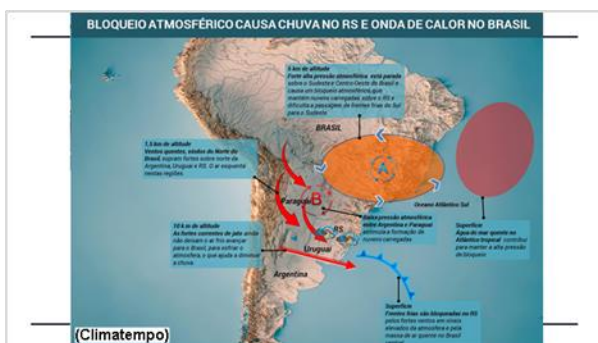 BLOQUEIO ATMOSFÉRICO CAUSA CHUVA NO RS E ONDA DE CALOR NO BRASIL
5 km de altitude
Forte alta pressão atmosférica está parada
sobre o Sudeste e Centro-Oeste do Brasil e
causa um bloqueio atmosférico, que
mantém nuvens carregadas, sobre o RS e
dificulta a passagem de frentes frias do Sul
para o Sudeste
BRASIL
1,5 km de altitude
Ventos quentes, vindos do Norte do
Brasil, sopram fortes sobre norte da
Argentina, Uruguai e RS. O ar esquenta
nestas regiões.
A
Paraguai
B
Oceano Atlântico Sul
Baixa pressão atmosférica
entre Argentina e Paraguai
estimula a formação de
nuvens carregadas
Superfície
Água do mar quente no
Atlântico tropical contribui
para manter a alta pressão
do bloqueio
10 km de altitude
As fortes correntes de jato ainda
não deixam o ar frio avançar
para o Brasil, para esfriar o
atmosfera, o que ajuda a diminuir
a chuva.
RS
Uruguai
Argentina
Superfície
Frentes frias são bloqueadas no RS
pelos fortes ventos em níveis
elevados da atmosfera e pela
massa de ar quente no Brasil
(Climatempo)